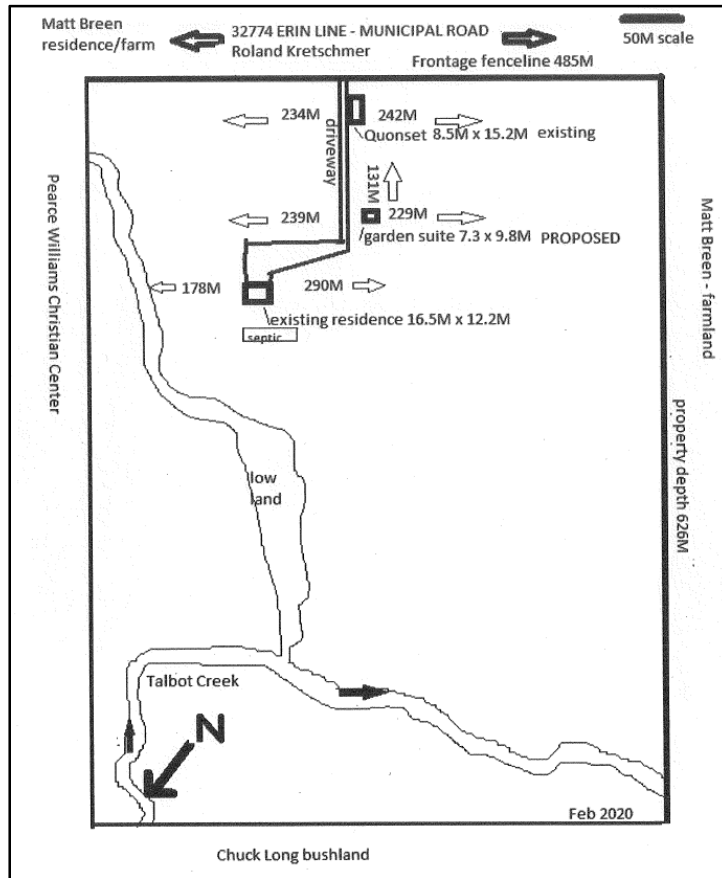 Matt Breen
residence/farm
32774 ERIN LINE - MUNICIPAL ROAD
Roland Kretschmer
50M scale
Frontage fenceline 485M
234M
driveway
242M
Quonset 8.5M x 15.2M existing
131M
239M
229M
garden suite 7.3 x 9.8M PROPOSED
178M
290M
existing residence 16.5M x 12.2M
septic
Pearce Williams Christian Center
Matt Breen - farmland
property depth 626M
low
land
Talbot Creek
N
Feb 2020
Chuck Long bushland